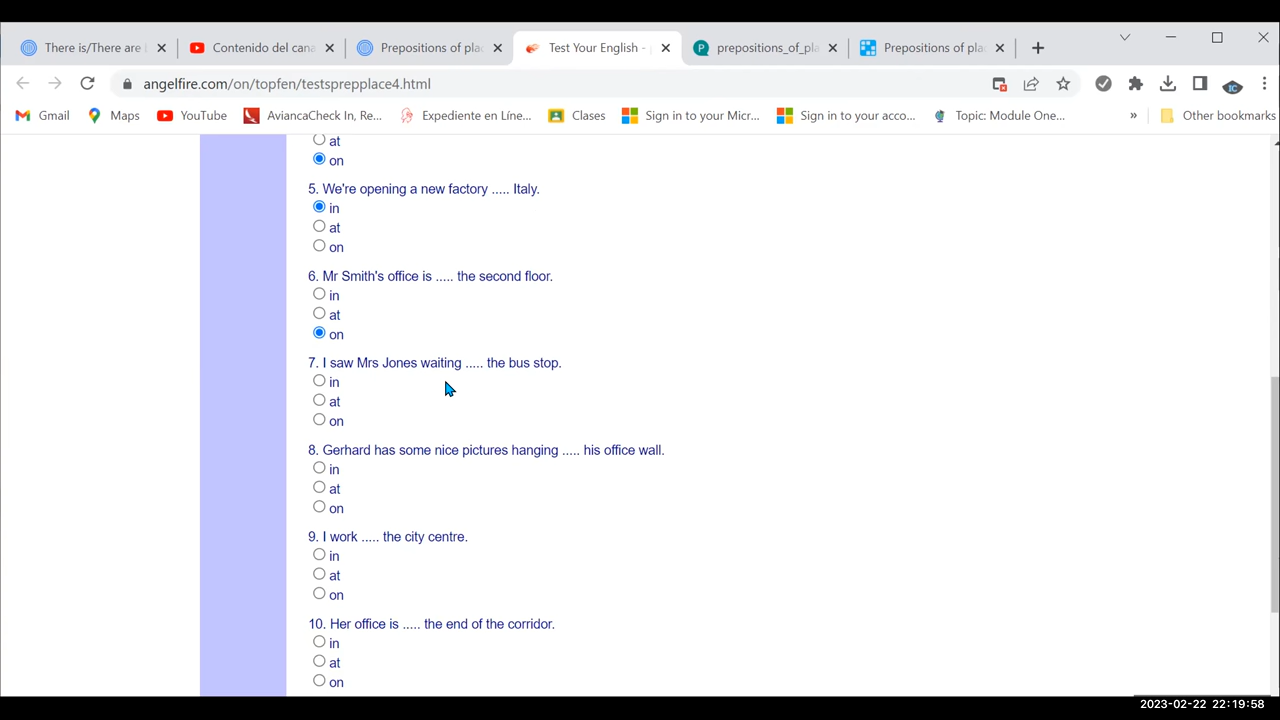 There is/There are
Contenido del cana
Prepositions of pla
Test Your English -
prepositions_of_pla
Prepositions of pla
angelfire.com/on/topfen/testsprepplace4.html
Gmail
Maps
YouTube
AviancaCheck In, Re...
Expediente en Líne...
Clases
Sign in to your Micr...
Sign in to your acco...
Topic: Module One...
»
Other bookmarks
at
on
5. We're opening a new factory ..... Italy.
in
at
on
6. Mr Smith's office is ..... the second floor.
in
at
on
7. I saw Mrs Jones waiting ..... the bus stop.
in
at
on
8. Gerhard has some nice pictures hanging ..... his office wall.
in
at
on
9. I work ..... the city centre.
in
at
on
10. Her office is ..... the end of the corridor.
in
at
on
2023-02-22 22:19:58